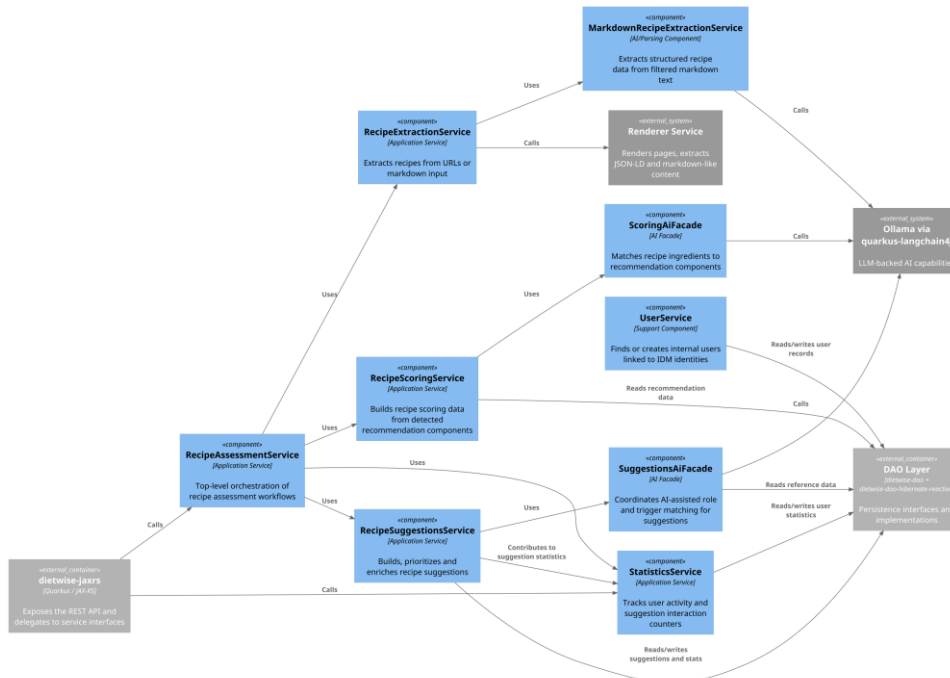 «component»
MarkdownRecipeExtractionService
[AI/Parsing Component]
Extracts structured recipe
data from filtered markdown
text
Uses
Calls
«component»
RecipeExtractionService
[Application Service]
Extracts recipes from URLs or
markdown input
Calls
«external_system»
Renderer Service
Renders pages, extracts
JSON-LD and markdown-like
content
«component»
ScoringAiFacade
[AI Facade]
Matches recipe ingredients to
recommendation components
Calls
«external_system»
Ollama via
quarkus-langchain4j
LLM-backed AI capabilities
Uses
Uses
«component»
UserService
[Support Component]
Finds or creates internal users
linked to IDM identities
Reads/writes user
records
«component»
RecipeScoringService
[Application Service]
Builds recipe scoring data
from detected
recommendation components
Reads recommendation
data
Calls
Uses
«component»
RecipeAssessmentService
[Application Service]
Top-level orchestration of
recipe assessment workflows
Uses
Uses
«component»
SuggestionsAiFacade
[AI Facade]
Coordinates AI-assisted role
and trigger matching for
suggestions
Reads reference data
«external_container»
DAO Layer
[dietwise-dao +
dietwise-dao-hibernate-reactive]
Persistence interfaces and
implementations
Calls
«component»
RecipeSuggestionsService
[Application Service]
Builds, prioritizes and
enriches recipe suggestions
Uses
Contributes to
suggestion statistics
Reads/writes user
statistics
«component»
StatisticsService
[Application Service]
Tracks user activity and
suggestion interaction
counters
«external_container»
dietwise-jaxrs
[Quarkus / JAX-RS]
Exposes the REST API and
delegates to service interfaces
Calls
Reads/writes
suggestions and stats